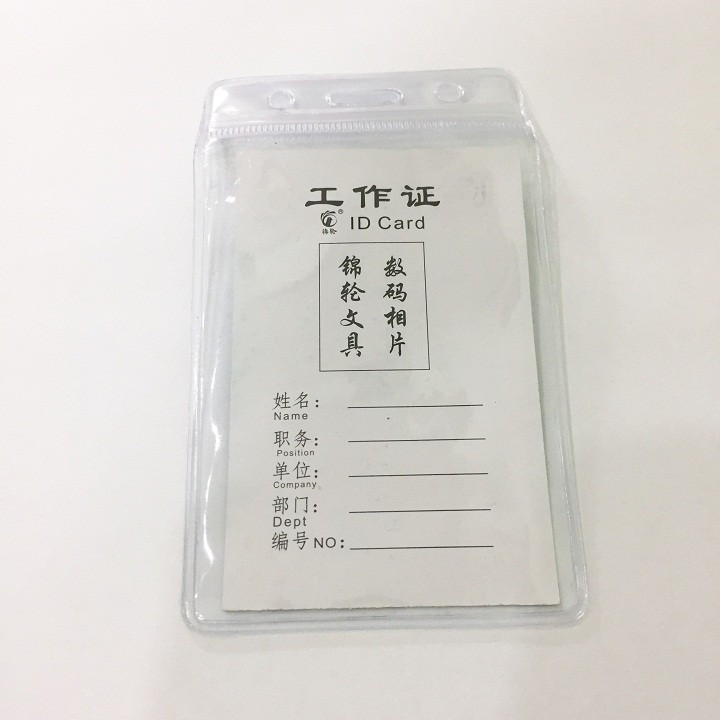 工作证
锦轮®
ID Card
数码相片
锦轮文具
姓名：
Name
职务：
Position
单位：
Company
部门：
Dept
编号NO：